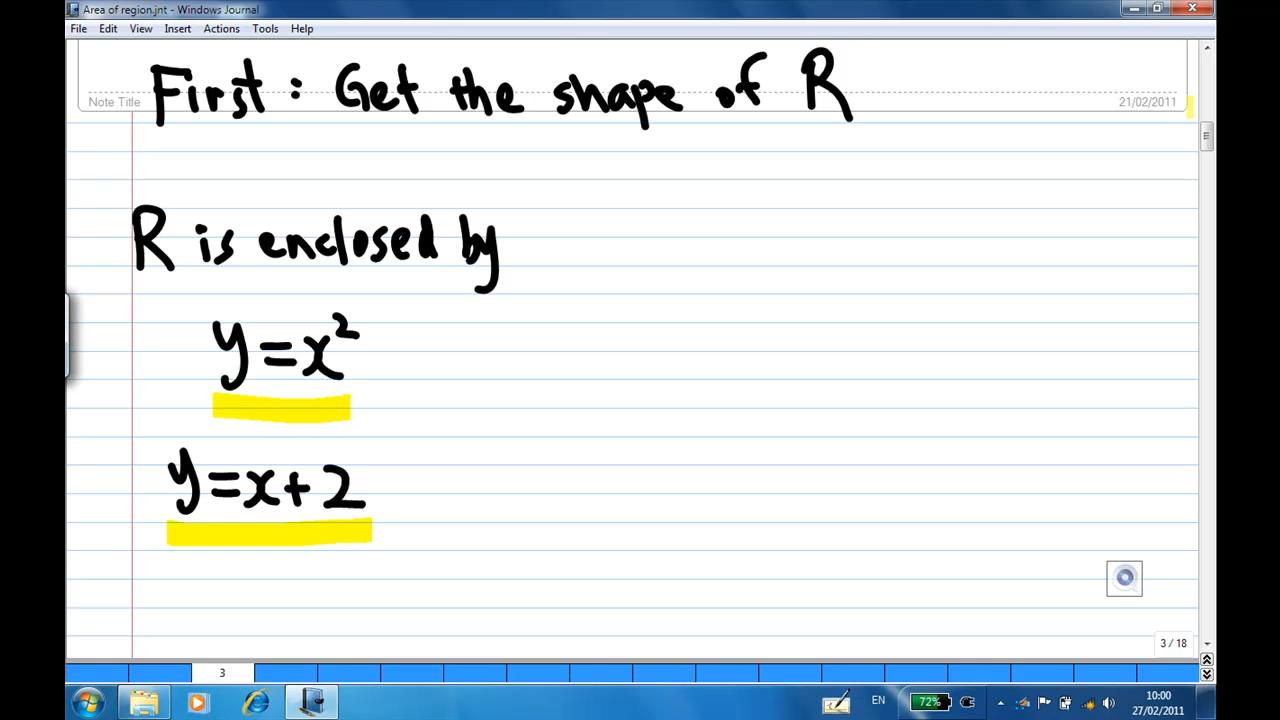 Area of region.jnt - Windows Journal
File Edit View Insert Actions Tools Help
First: Get the shape of R
Note Title
21/02/2011
R is enclosed by
y=x²
y=x+2
3 / 18
3
EN
72%
10:00
27/02/2011